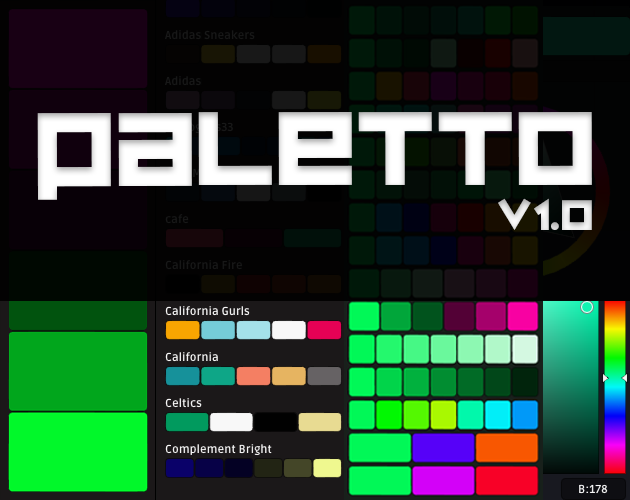 Adidas Sneakers
Adidas
paletto
v1.0
cafe
California Fire
California Gurls
California
Celtics
Complement Bright
B:178